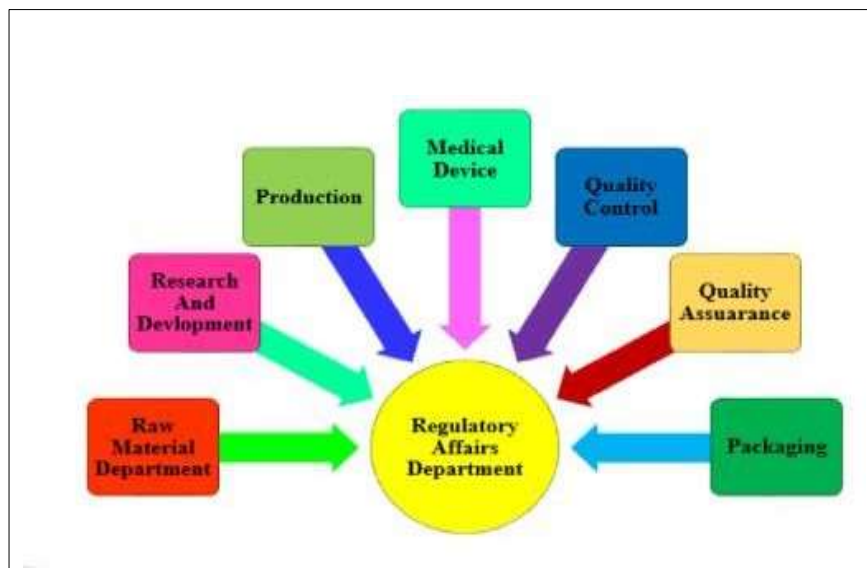 Medical
Device
Production
Quality
Control
Research
And
Devlopment
Quality
Assuarance
Raw
Material
Department
Regulatory
Affairs
Department
Packaging